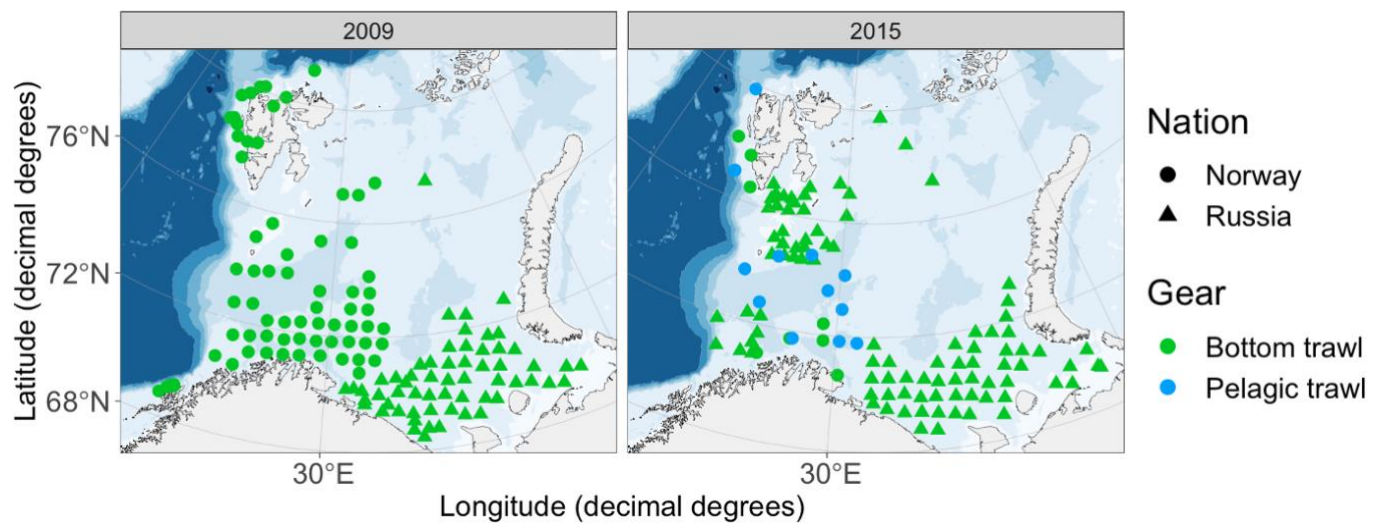 2009
2015
76°N
72°N
68°N
Latitude (decimal degrees)
30°E
30°E
Longitude (decimal degrees)
Nation
Norway
Russia
Gear
Bottom trawl
Pelagic trawl